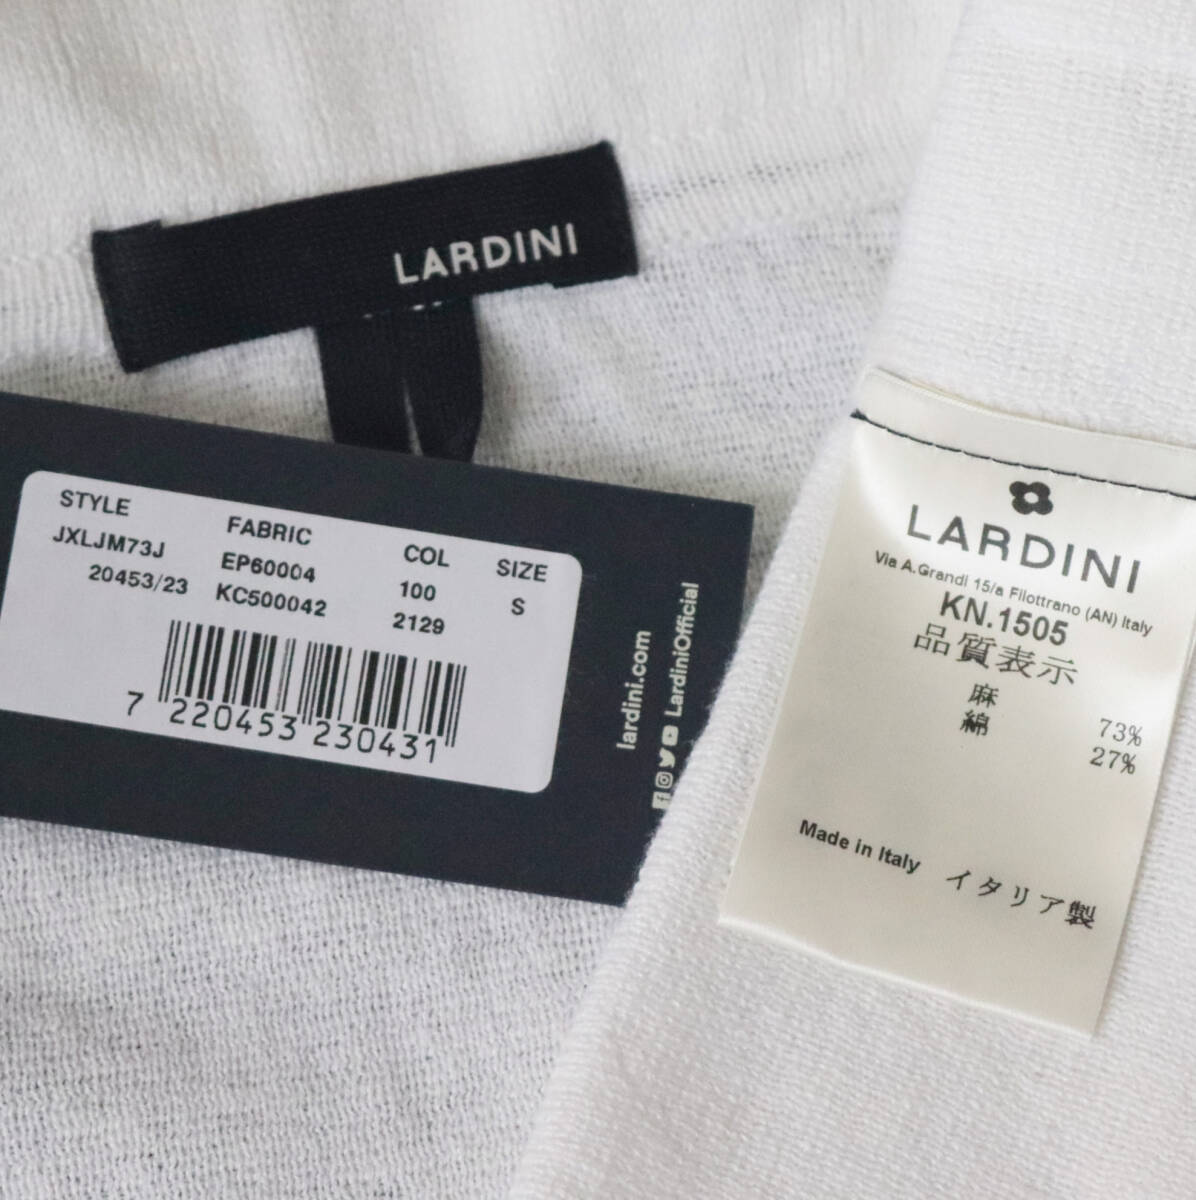 LARDINI
STYLE FABRIC COL SIZE
JXLJM73J EP60004 100 S
20453/23 KC500042 2129
7 220453 230431
lardini.com
LardiniOfficial
LARDINI
Via A.Grandi 15/a Filottrano (AN) Italy
KN.1505
品質表示
麻 73%
綿 27%
Made in Italy イタリア製